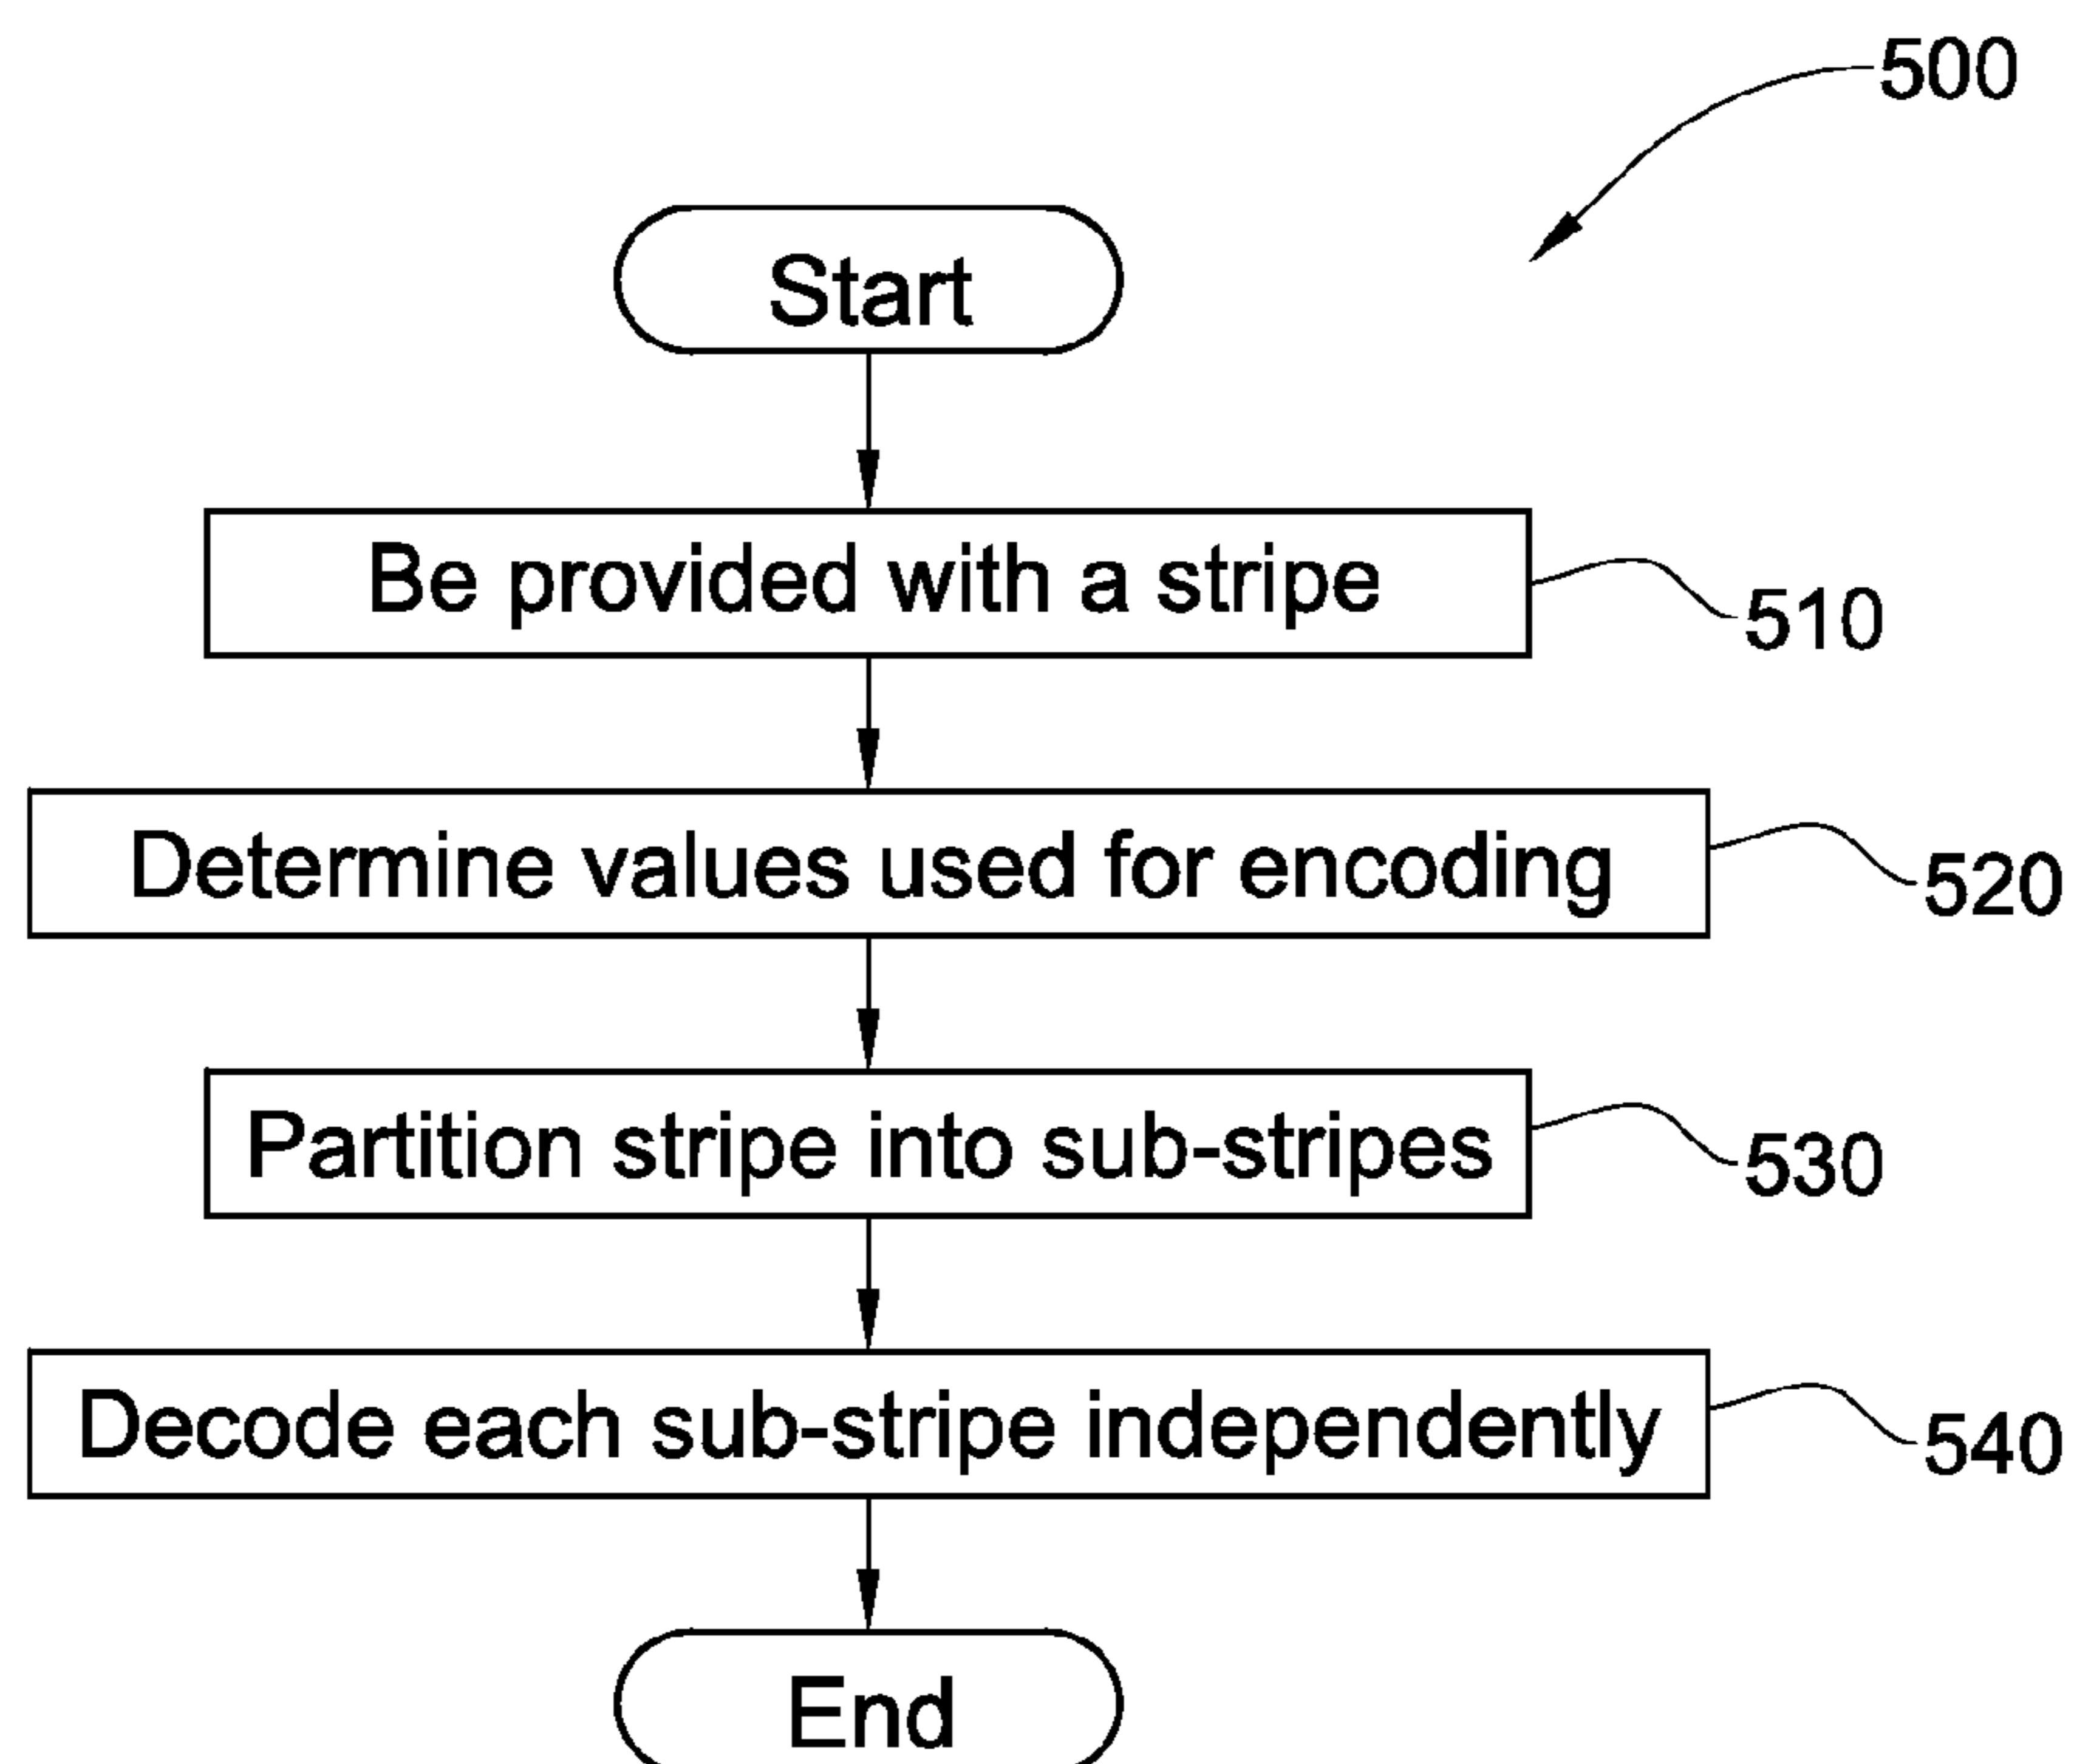 500
Start
Be provided with a stripe
510
Determine values used for encoding
520
Partition stripe into sub-stripes
530
Decode each sub-stripe independently
540
End